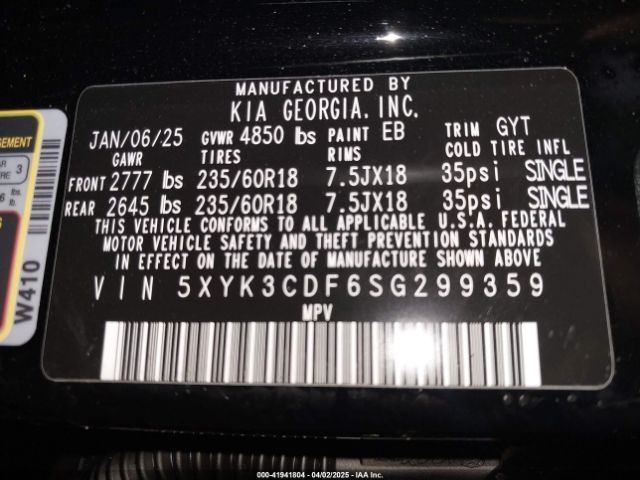 MANUFACTURED BY
KIA GEORGIA, INC.
JAN/06/25 GVWR 4850 lbs PAINT EB TRIM GYT
GAWR TIRES RIMS COLD TIRE INFL
FRONT 2777 lbs 235/60R18 7.5JX18 35psi SINGLE
REAR 2645 lbs 235/60R18 7.5JX18 35psi SINGLE
THIS VEHICLE CONFORMS TO ALL APPLICABLE U.S.A. FEDERAL
MOTOR VEHICLE SAFETY AND THEFT PREVENTION STANDARDS
IN EFFECT ON THE DATE OF MANUFACTURE SHOWN ABOVE
VIN 5XYK3CDF6SG299359
MPV
W410
3
000-41941804 | 04/02/2025 | IAA Inc.